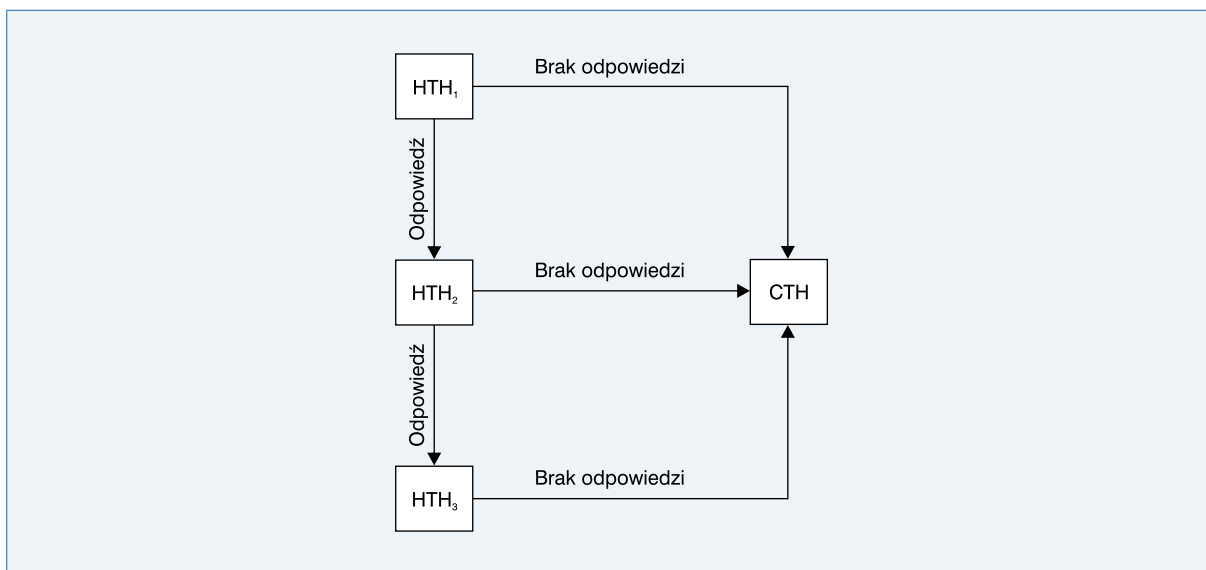 HTH₁
Brak odpowiedzi
Odpowiedź
HTH₂
Brak odpowiedzi
CTH
Odpowiedź
HTH₃
Brak odpowiedzi